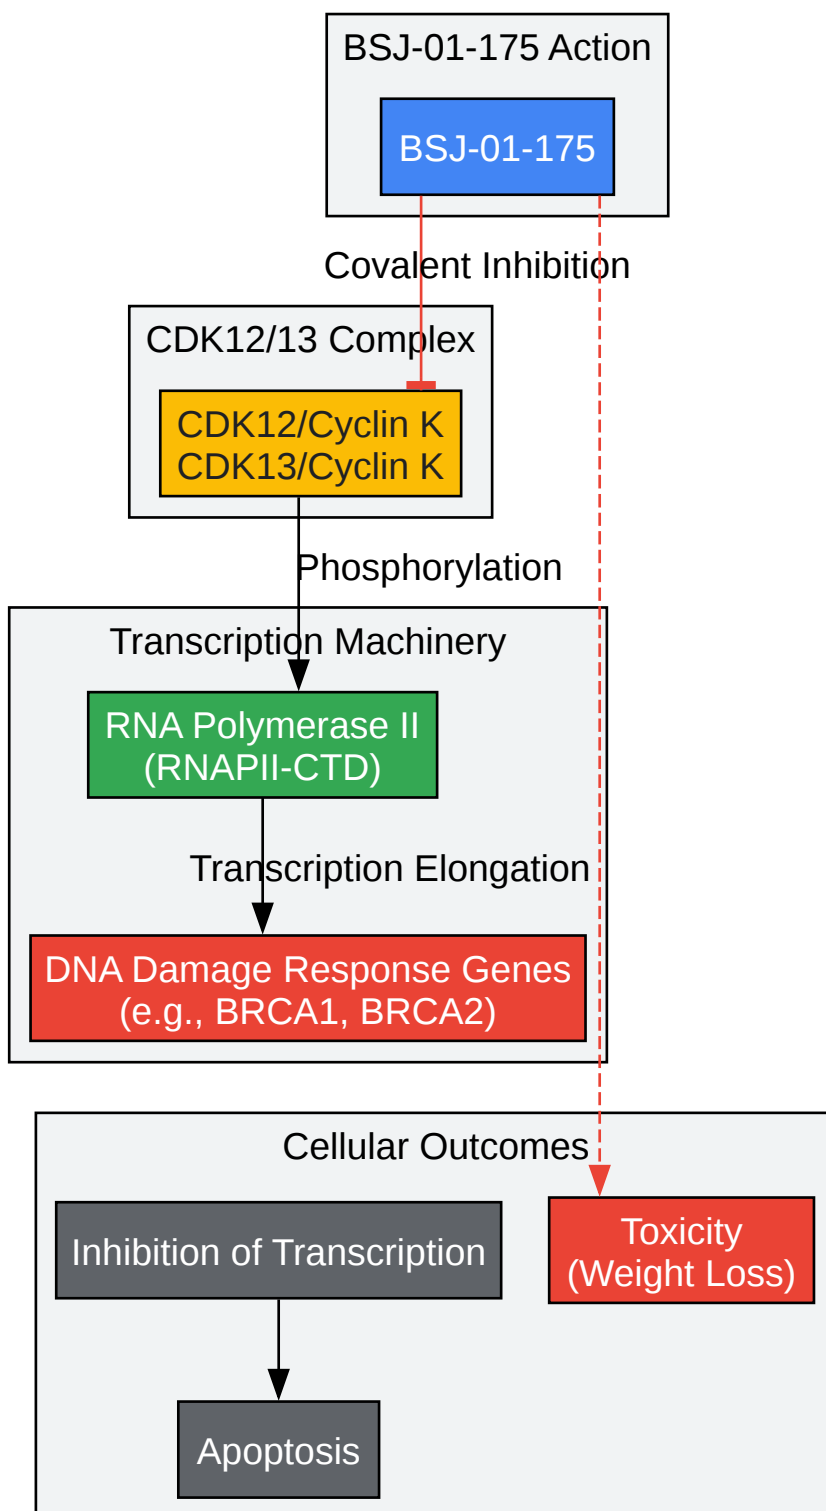 BSJ-01-175 Action
BSJ-01-175
Covalent Inhibition
CDK12/13 Complex
CDK12/Cyclin K
CDK13/Cyclin K
Phosphorylation
Transcription Machinery
RNA Polymerase II
(RNAPII-CTD)
Transcription Elongation
DNA Damage Response Genes
(e.g., BRCA1, BRCA2)
Cellular Outcomes
Inhibition of Transcription
Toxicity
(Weight Loss)
Apoptosis